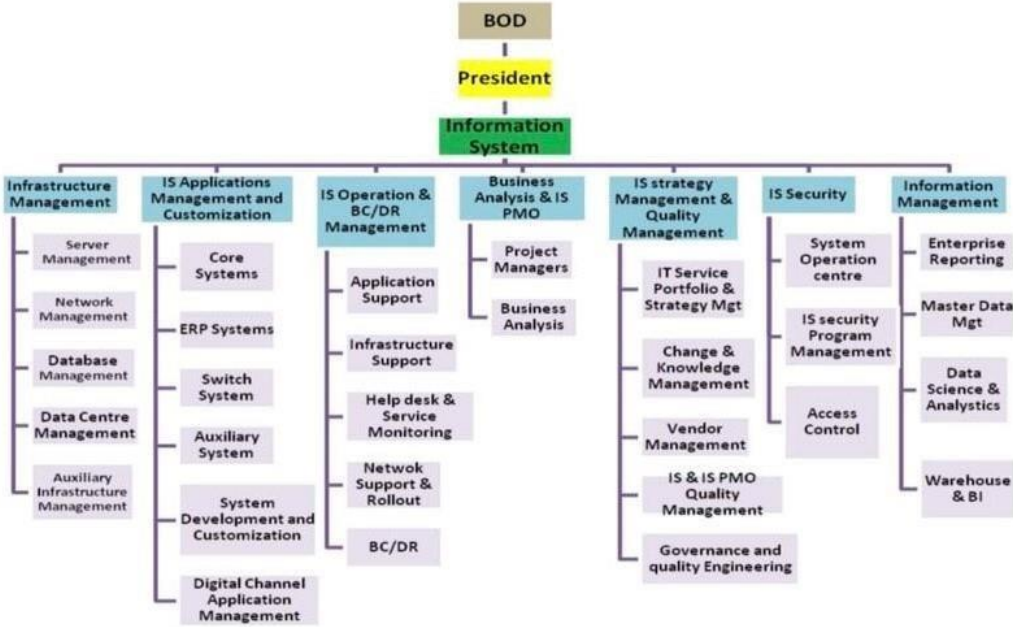 BOD
President
Information
System
Infrastructure
Management
Server
Management
Network
Management
Database
Management
Data Centre
Management
Auxiliary
Infrastructure
Management
IS Applications
Management and
Customization
Core
Systems
ERP Systems
Switch
System
Auxiliary
System
System
Development and
Customization
Digital Channel
Application
Management
IS Operation &
BC/DR
Management
Application
Support
Infrastructure
Support
Help desk &
Service
Monitoring
Netwok
Support &
Rollout
BC/DR
Business
Analysis & IS
PMO
Project
Managers
Business
Analysis
IS strategy
Management &
Quality
Management
IT Service
Portfolio &
Strategy Mgt
Change &
Knowledge
Management
Vendor
Management
IS & IS PMO
Quality
Management
Governance and
quality Engineering
IS Security
System
Operation
centre
IS security
Program
Management
Access
Control
Information
Management
Enterprise
Reporting
Master Data
Mgt
Data
Science &
Analystics
Warehouse
& BI